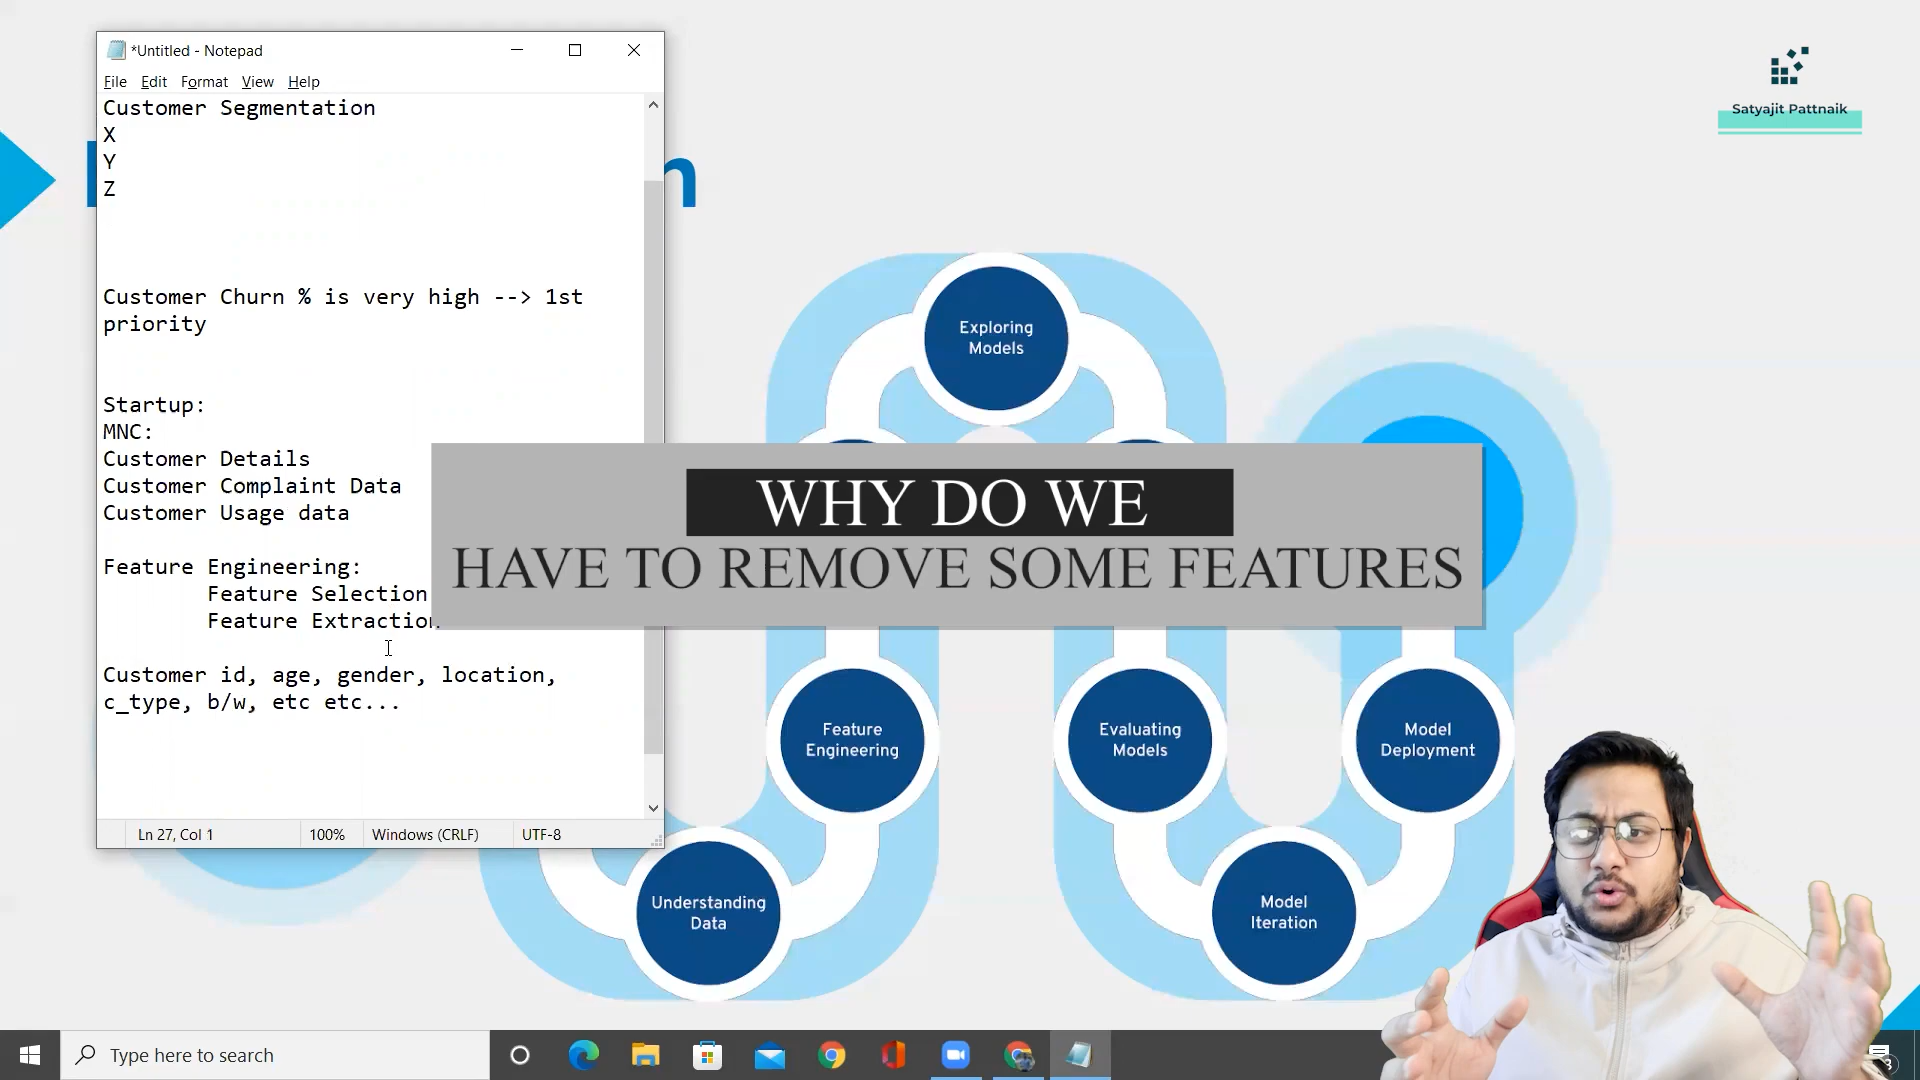 *Untitled - Notepad
File Edit Format View Help
Customer Segmentation
X
Y
Z
Customer Churn % is very high --> 1st
priority
Startup:
MNC:
Customer Details
Customer Complaint Data
Customer Usage data
Feature Engineering:
Feature Selection
Feature Extraction
Customer id, age, gender, location,
c_type, b/w, etc etc...
Ln 27, Col 1
100%
Windows (CRLF)
UTF-8
n
Satyajit Pattnaik
Exploring
Models
WHY DO WE
HAVE TO REMOVE SOME FEATURES
Feature
Engineering
Evaluating
Models
Model
Deployment
Understanding
Data
Model
Iteration
Type here to search
3